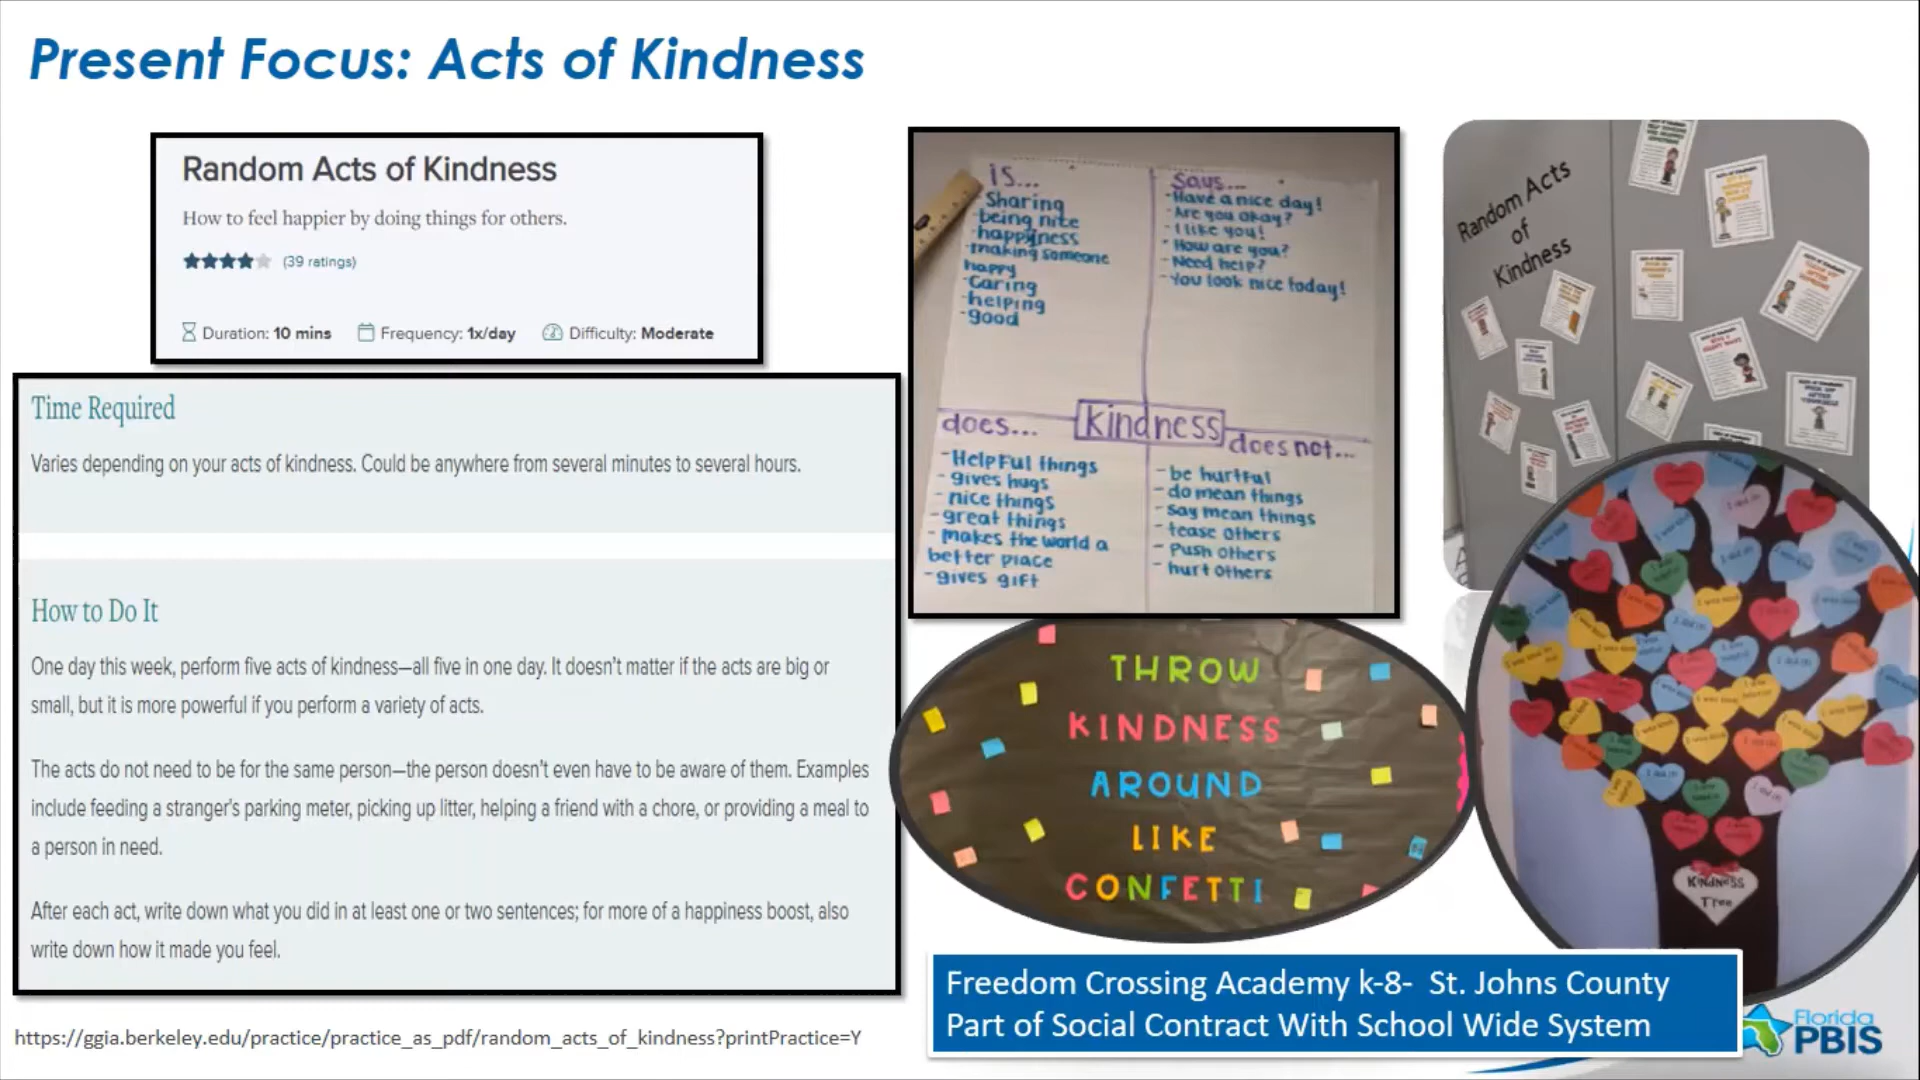 Present Focus: Acts of Kindness
Random Acts of Kindness
How to feel happier by doing things for others.
(39 ratings)
Duration: 10 mins Frequency: 1x/day Difficulty: Moderate
Time Required
Varies depending on your acts of kindness. Could be anywhere from several minutes to several hours.
How to Do It
One day this week, perform five acts of kindness—all five in one day. It doesn't matter if the acts are big or
small, but it is more powerful if you perform a variety of acts.
The acts do not need to be for the same person—the person doesn't even have to be aware of them. Examples
include feeding a stranger's parking meter, picking up litter, helping a friend with a chore, or providing a meal to
a person in need.
After each act, write down what you did in at least one or two sentences; for more of a happiness boost, also
write down how it made you feel.
https://ggia.berkeley.edu/practice/practice_as_pdf/random_acts_of_kindness?printPractice=Y
is...
-Sharing
-being nice
-happyness
-making someone
happy
-Caring
-helping
-good
Says...
-Have a nice day!
-Are you okay?
-I like you!
-How are you?
-Need help?
-You look nice today!
Kindness
does...
-HelpFul things
-gives hugs
-nice things
-great things
-makes the world a
better place
-gives gift
does not...
-be hurtful
-do mean things
-say mean things
-tease others
-Push others
-hurt others
Random Acts
of
Kindness
THROW
KINDNESS
AROUND
LIKE
CONFETTI
KINDNESS
Tree
Freedom Crossing Academy k-8- St. Johns County
Part of Social Contract With School Wide System
Florida
PBIS